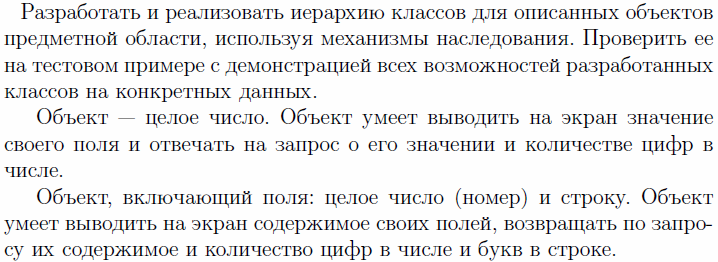 Разработать и реализовать иерархию классов для описанных объектов
предметной области, используя механизмы наследования. Проверить ее
на тестовом примере с демонстрацией всех возможностей разработанных
классов на конкретных данных.
Объект — целое число. Объект умеет выводить на экран значение
своего поля и отвечать на запрос о его значении и количестве цифр в
числе.
Объект, включающий поля: целое число (номер) и строку. Объект
умеет выводить на экран содержимое своих полей, возвращать по запро-
су их содержимое и количество цифр в числе и букв в строке.